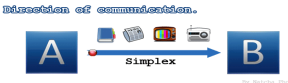 Direction of communication.
A
B
Simplex